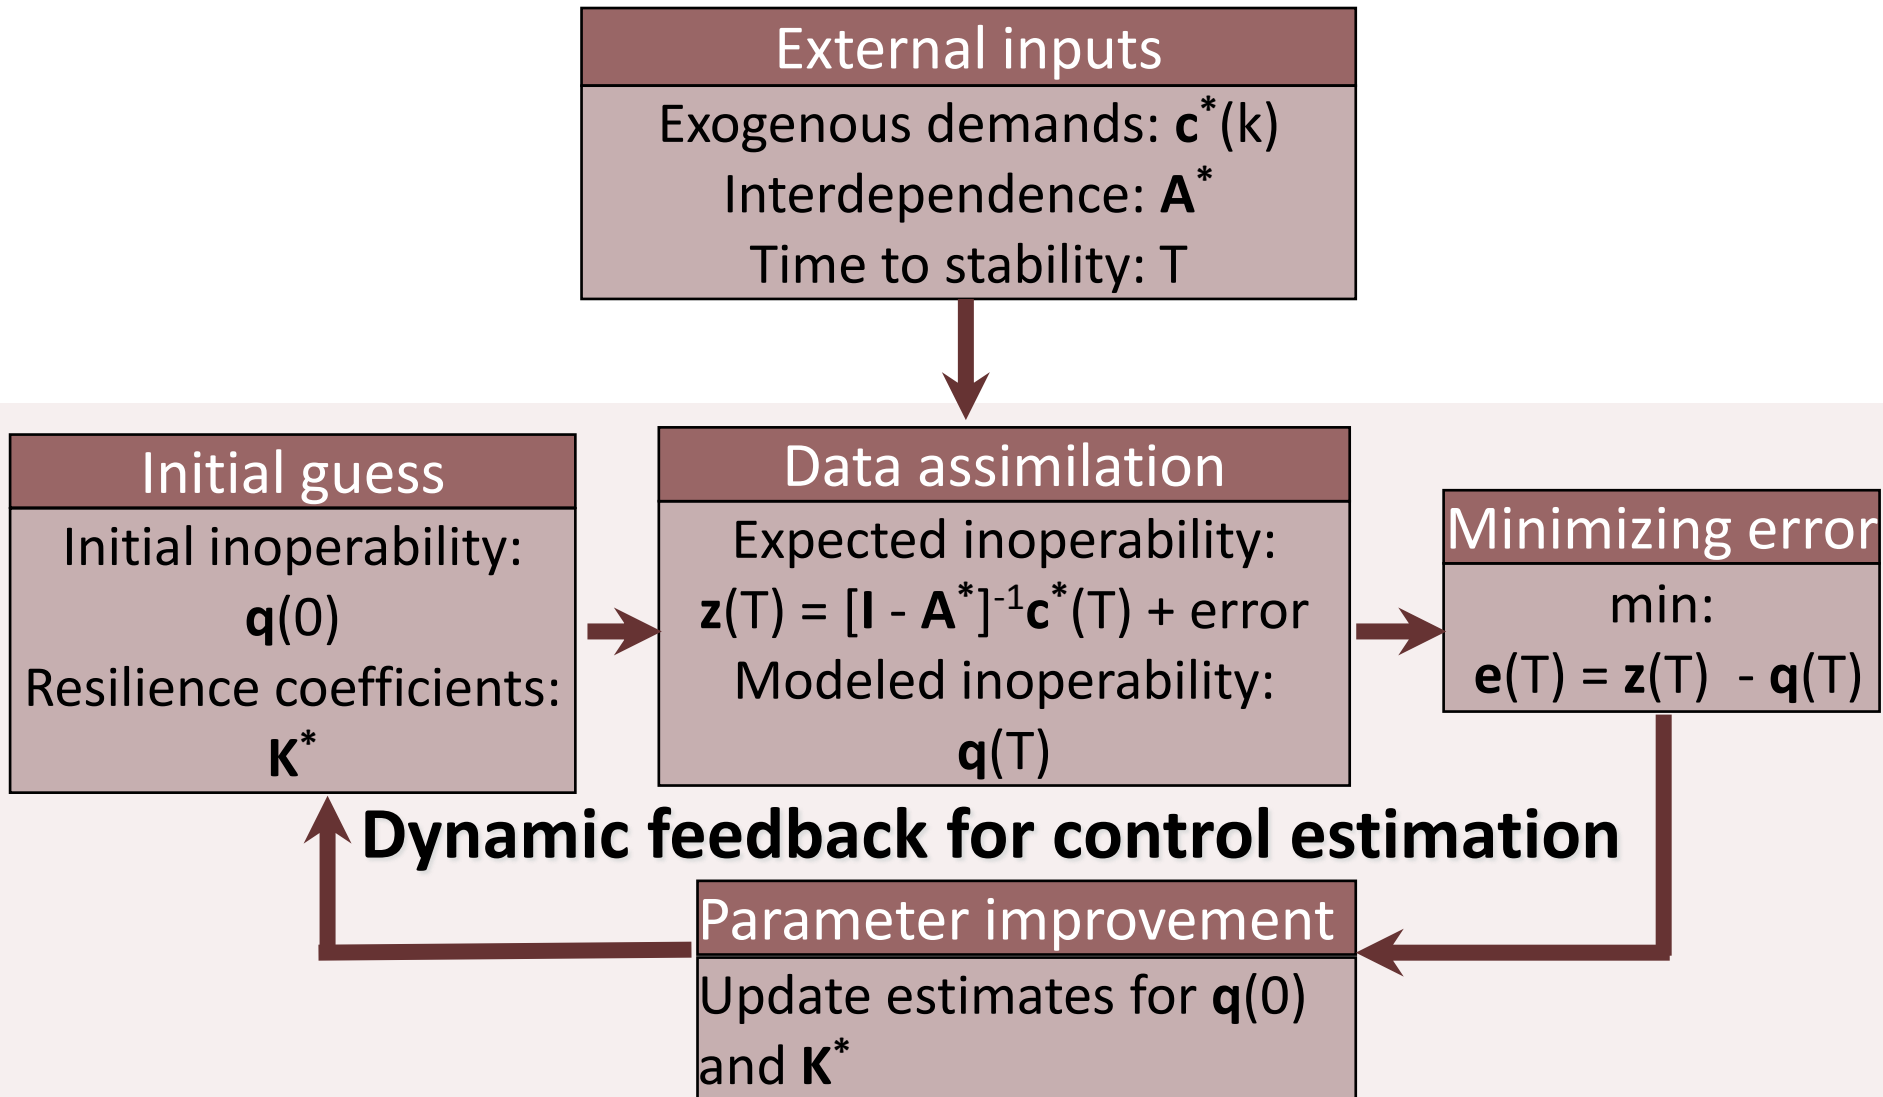 External inputs
Exogenous demands: c*(k)
Interdependence: A*
Time to stability: T
Initial guess
Initial inoperability:
q(0)
Resilience coefficients:
K*
Data assimilation
Expected inoperability:
z(T) = [I - A*]-1c*(T) + error
Modeled inoperability:
q(T)
Minimizing error
min:
e(T) = z(T)  - q(T)
Dynamic feedback for control estimation
Parameter improvement
Update estimates for q(0)
and K*